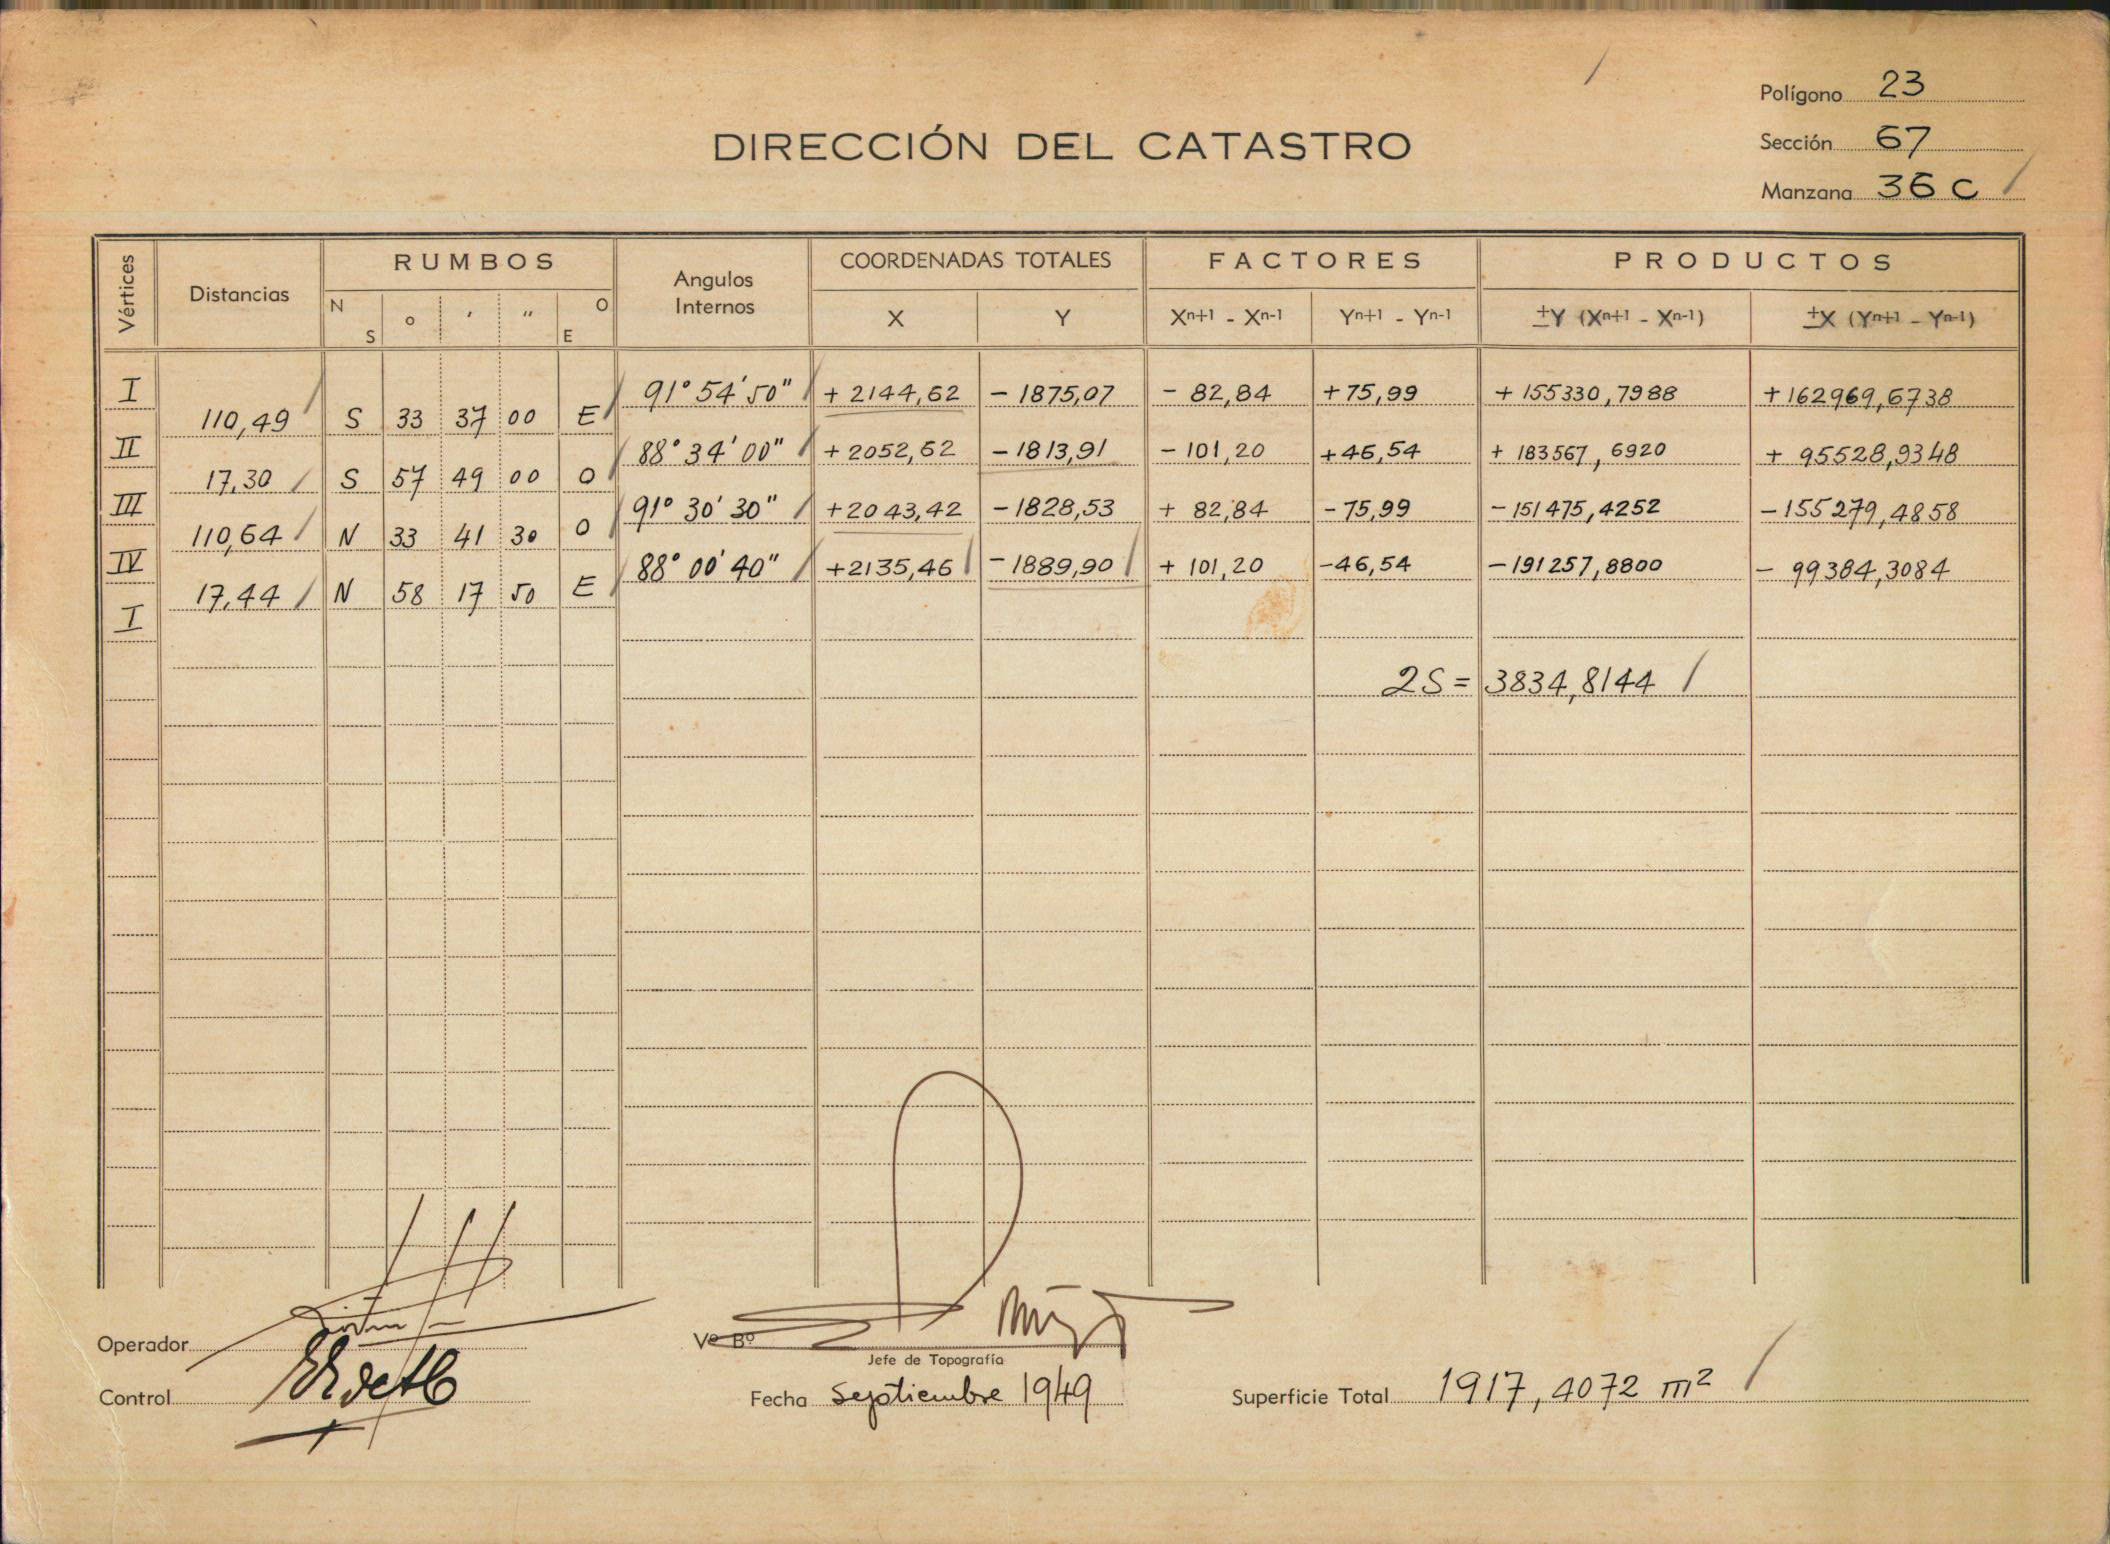 Polígono 23
DIRECCIÓN DEL CATASTRO
Sección 67
Manzana 36 C
Vértices Distancias RUMBOS Angulos Internos COORDENADAS TOTALES FACTORES PRODUCTOS
N S o ′ ″ O E X Y Xn+1 - Xn-1 Yn+1 - Yn-1 ±Y (Xn+1 - Xn-1) ±X (Yn+1 - Yn-1)
I 91° 54′ 50″ + 2144,62 - 1875,07 - 82,84 +75,99 + 155330,7988 +162969,6738
110,49 S 33 37 00 E
II 88° 34′ 00″ + 2052,62 - 1813,91 - 101,20 +46,54 + 183567,6920 + 95528,9348
17,30 S 57 49 00 O
III 91° 30′ 30″ +2043,42 - 1828,53 + 82,84 - 75,99 - 151475,4252 - 155279,4858
110,64 N 33 41 30 O
IV 88° 00′ 40″ +2135,46 - 1889,90 + 101,20 -46,54 - 191257,8800 - 99384,3084
17,44 N 58 17 50 E
I
2S = 3834,8144
Operador
Vº Bº
Jefe de Topografía
Control
Fecha Septiembre 1949
Superficie Total 1917,4072 m²